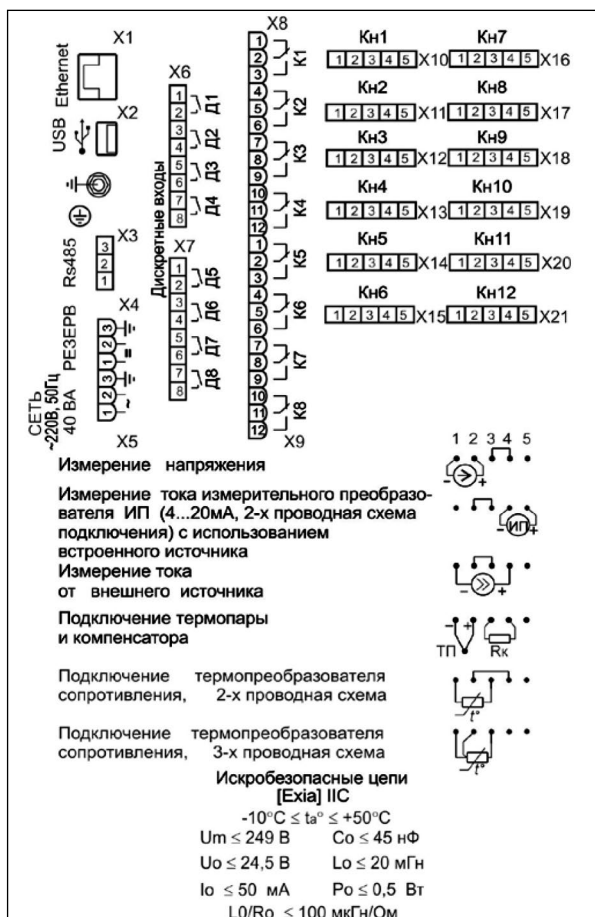 X1
Ethernet
X2
USB
X3
Rs485
3
2
1
X4
РЕЗЕРВ
СЕТЬ
~220В, 50Гц
40 ВА
3
2
1
=
3
2
1
~
X5
X6
Дискретные входы
1
2
Д1
3
4
Д2
5
6
Д3
7
8
Д4
X7
1
2
Д5
3
4
Д6
5
6
Д7
7
8
Д8
X8
1
2
3
К1
4
5
6
К2
7
8
9
К3
10
11
12
К4
1
2
3
К5
4
5
6
К6
7
8
9
К7
10
11
12
К8
X9
Кн1 Кн7
1 2 3 4 5 X10 1 2 3 4 5 X16
Кн2 Кн8
1 2 3 4 5 X11 1 2 3 4 5 X17
Кн3 Кн9
1 2 3 4 5 X12 1 2 3 4 5 X18
Кн4 Кн10
1 2 3 4 5 X13 1 2 3 4 5 X19
Кн5 Кн11
1 2 3 4 5 X14 1 2 3 4 5 X20
Кн6 Кн12
1 2 3 4 5 X15 1 2 3 4 5 X21
1 2 3 4 5
Измерение напряжения
- +
Измерение тока измерительного преобразо-
вателя ИП (4...20мА, 2-х проводная схема
подключения) с использованием
встроенного источника
- ИП +
Измерение тока
от внешнего источника
- +
Подключение термопары
и компенсатора
- +
ТП Rк
Подключение термопреобразователя
сопротивления, 2-х проводная схема
t°
Подключение термопреобразователя
сопротивления, 3-х проводная схема
t°
Искробезопасные цепи
[Exia] IIC
-10°C ≤ ta° ≤ +50°C
Um ≤ 249 В Co ≤ 45 нФ
Uo ≤ 24,5 В Lo ≤ 20 мГн
Io ≤ 50 мА Po ≤ 0,5 Вт
L0/Ro ≤ 100 мкГн/Ом